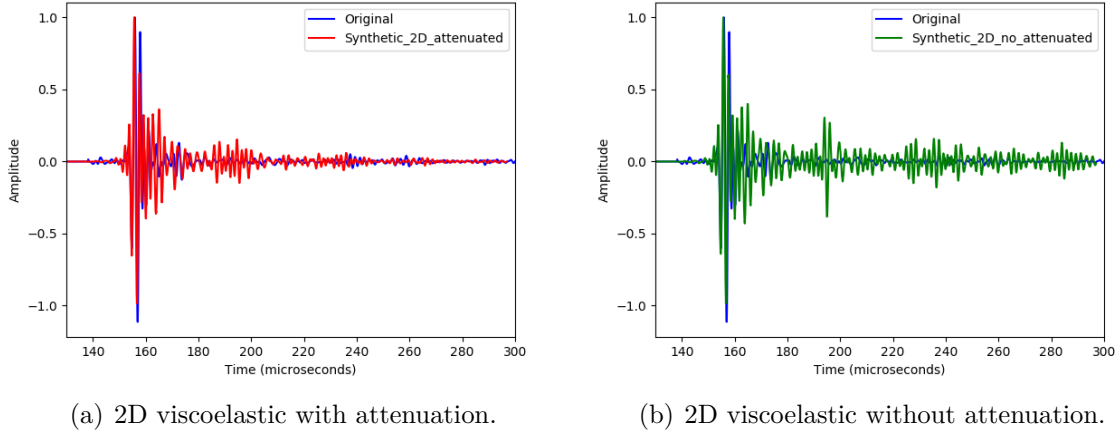 1.0
0.5
0.0
−0.5
−1.0
Amplitude
140 160 180 200 220 240 260 280 300
Time (microseconds)
Original
Synthetic_2D_attenuated
(a) 2D viscoelastic with attenuation.
1.0
0.5
0.0
−0.5
−1.0
Amplitude
140 160 180 200 220 240 260 280 300
Time (microseconds)
Original
Synthetic_2D_no_attenuated
(b) 2D viscoelastic without attenuation.